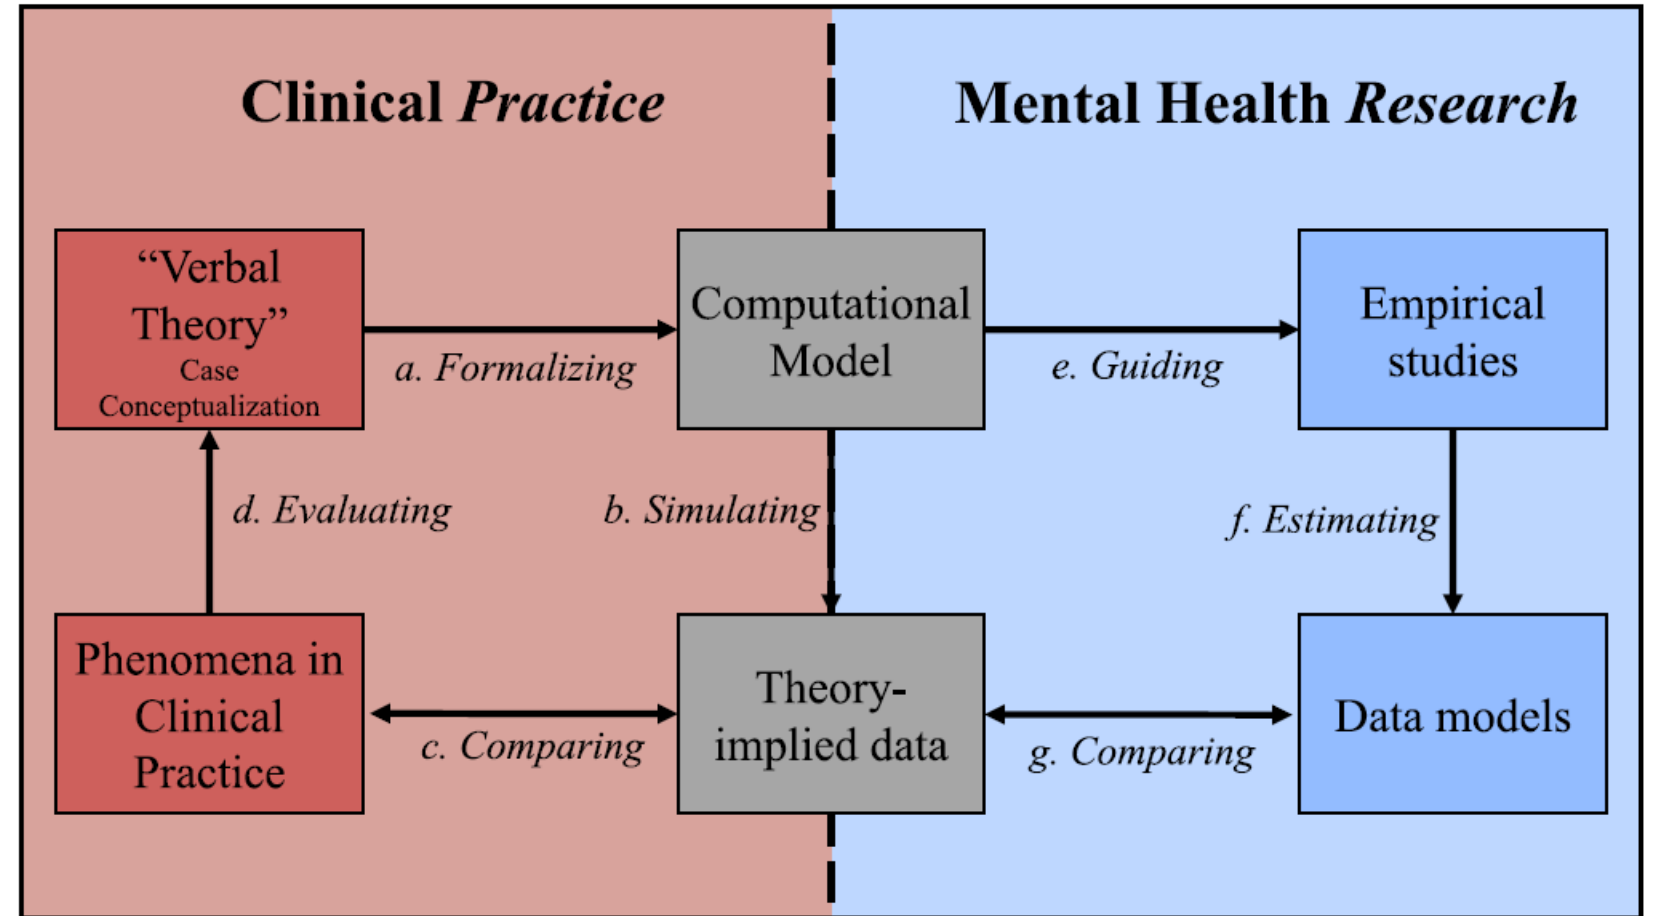 Clinical Practice
Mental Health Research
“Verbal
Theory”
Case
Conceptualization
a. Formalizing
Computational
Model
e. Guiding
Empirical
studies
d. Evaluating
b. Simulating
f. Estimating
Phenomena in
Clinical
Practice
c. Comparing
Theory-
implied data
g. Comparing
Data models